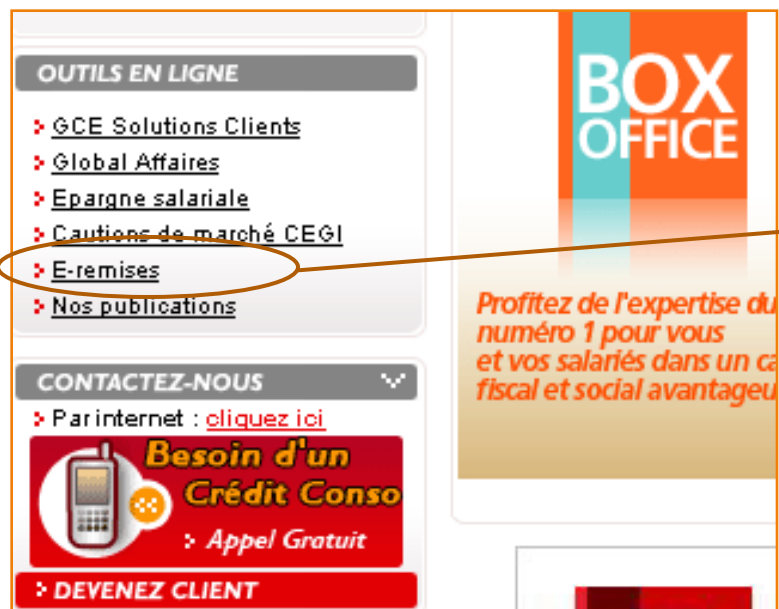 OUTILS EN LIGNE
GCE Solutions Clients
Global Affaires
Epargne salariale
Cautions de marché CEGI
E-remises
Nos publications
CONTACTEZ-NOUS
Par internet : cliquez ici
Besoin d'un
Crédit Conso
Appel Gratuit
DEVENEZ CLIENT
BOX
OFFICE
Profitez de l'expertise du
numéro 1 pour vous
et vos salariés dans un ca
fiscal et social avantageu